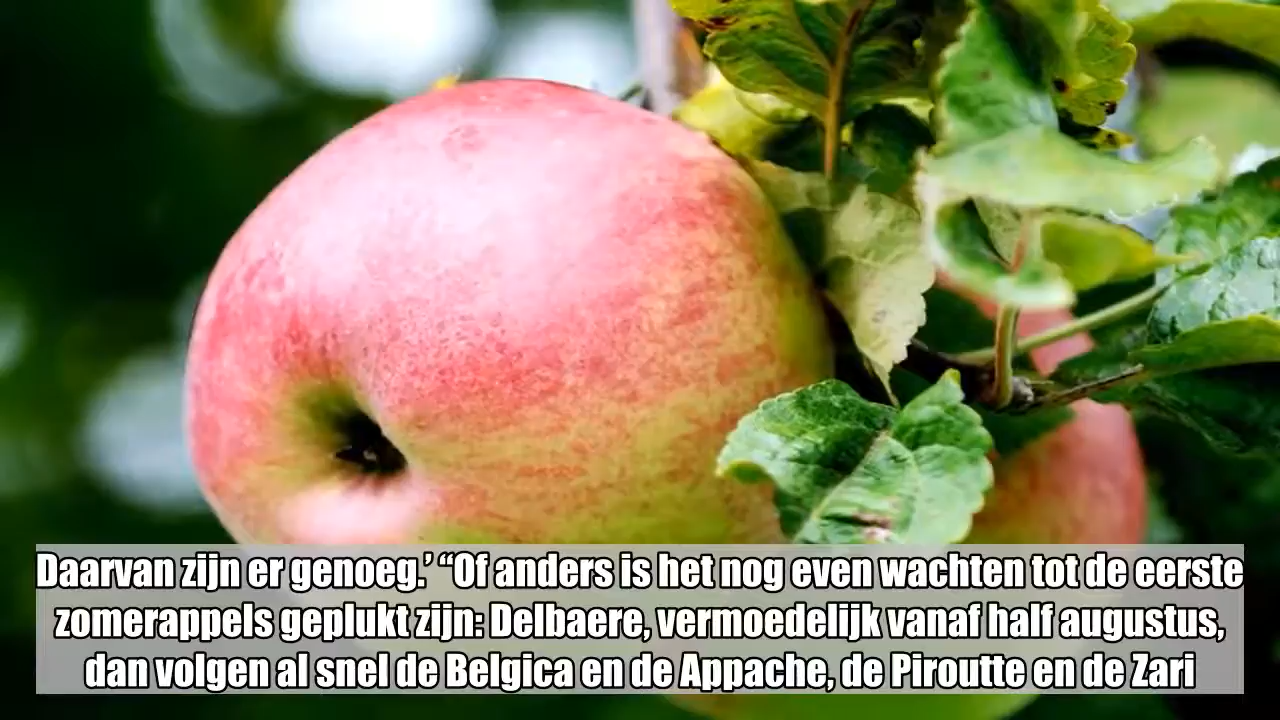 Daarvan zijn er genoeg.’ “Of anders is het nog even wachten tot de eerste
zomerappels geplukt zijn: Delbaere, vermoedelijk vanaf half augustus,
dan volgen al snel de Belgica en de Appache, de Piroutte en de Zari